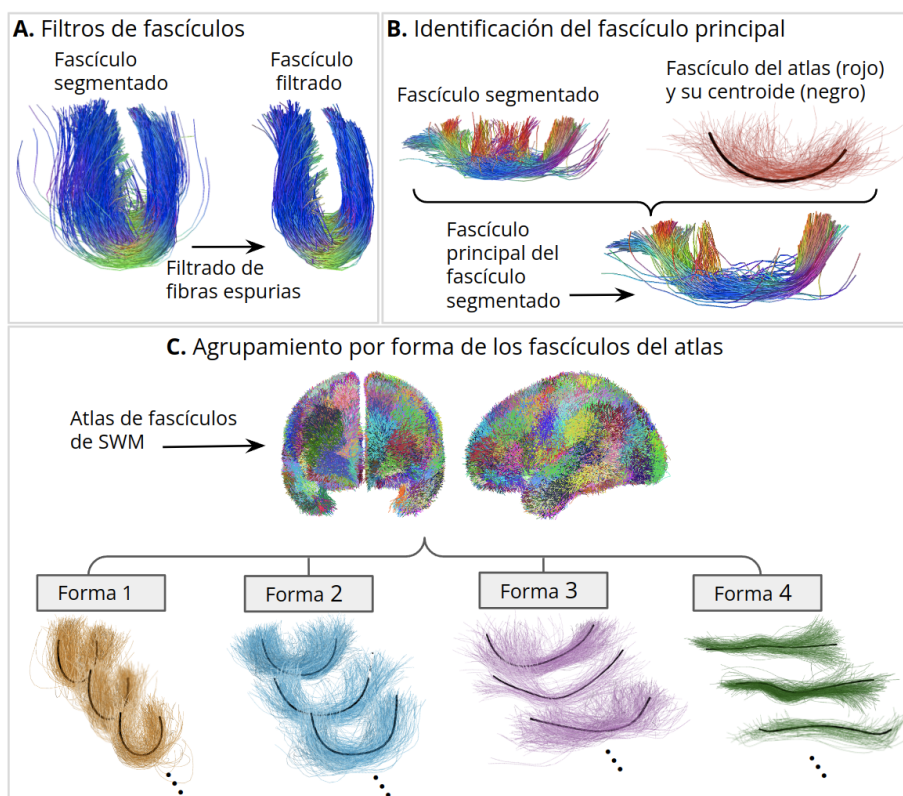 A. Filtros de fascículos
Fascículo
segmentado
Fascículo
filtrado
Filtrado de
fibras espurias
B. Identificación del fascículo principal
Fascículo segmentado
Fascículo del atlas (rojo)
y su centroide (negro)
Fascículo
principal del
fascículo
segmentado
C. Agrupamiento por forma de los fascículos del atlas
Atlas de fascículos
de SWM
Forma 1
Forma 2
Forma 3
Forma 4